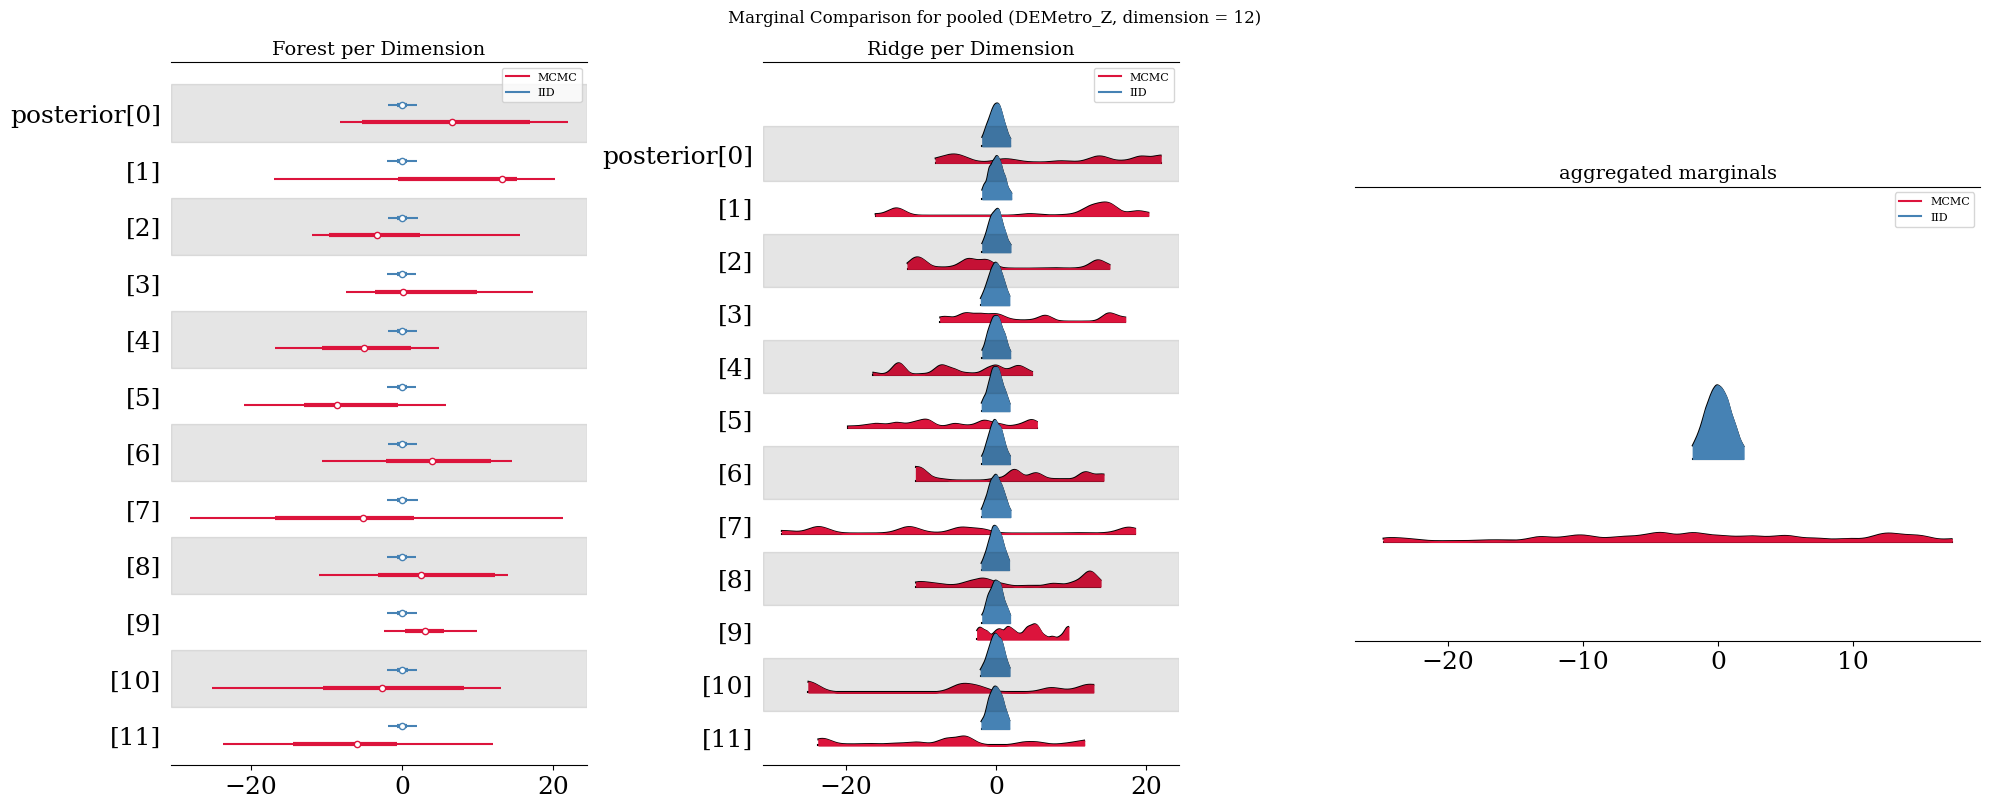 Marginal Comparison for pooled (DEMetro_Z, dimension = 12)
Forest per Dimension
MCMC
IID
posterior[0]
[1]
[2]
[3]
[4]
[5]
[6]
[7]
[8]
[9]
[10]
[11]
−20
0
20
Ridge per Dimension
MCMC
IID
posterior[0]
[1]
[2]
[3]
[4]
[5]
[6]
[7]
[8]
[9]
[10]
[11]
−20
0
20
aggregated marginals
MCMC
IID
−20
−10
0
10